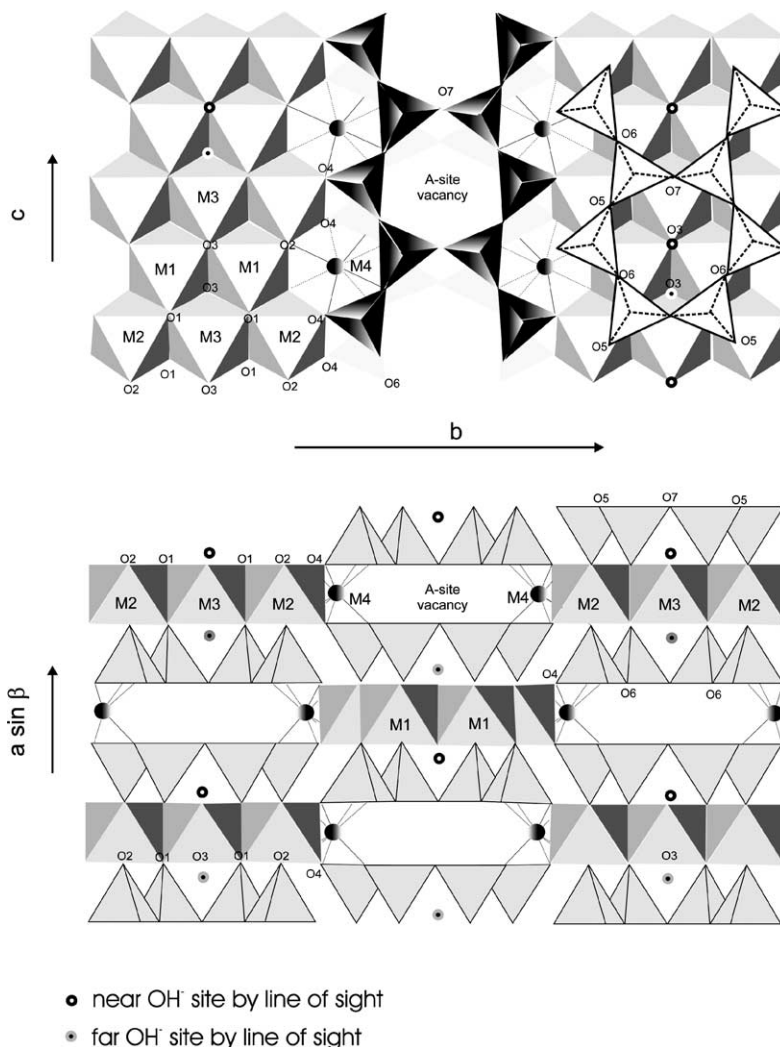 c
O7
O6
O4
A-site
vacancy
M3
O7
O5
O4
O3
O3
O2
M1
M1
M4
O3
O6
O6
O3
O1
O1
O4
M2
M3
M2
O5
O5
O1
O1
O4
O2
O3
O2
O6
b
O5
O7
O5
O2
O1
O1
O2
O4
M2
M3
M2
M4
A-site
vacancy
M4
M2
M3
M2
a sin β
O4
O6
O6
M1
M1
O2
O1
O3
O1
O2
O4
O3
near OH- site by line of sight
far OH- site by line of sight